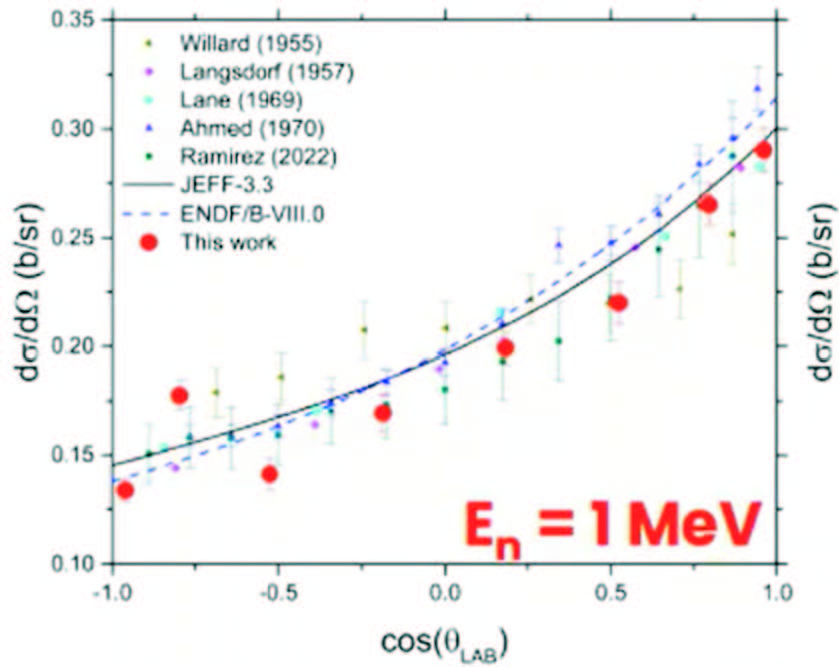 0.35
0.30
0.25
0.20
0.15
0.10
dσ/dΩ (b/sr)
Willard (1955)
Langsdorf (1957)
Lane (1969)
Ahmed (1970)
Ramirez (2022)
JEFF-3.3
ENDF/B-VIII.0
This work
Eₙ = 1 MeV
dσ/dΩ (b/sr)
-1.0 -0.5 0.0 0.5 1.0
cos(θ_LAB)